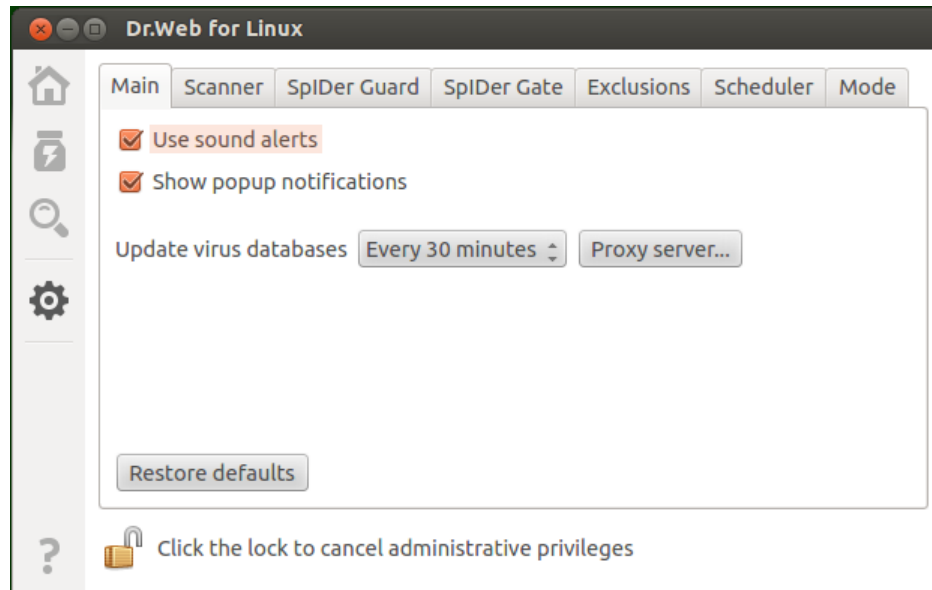 Dr.Web for Linux
Main Scanner SpIDer Guard SpIDer Gate Exclusions Scheduler Mode
Use sound alerts
Show popup notifications
Update virus databases Every 30 minutes Proxy server...
Restore defaults
Click the lock to cancel administrative privileges
?